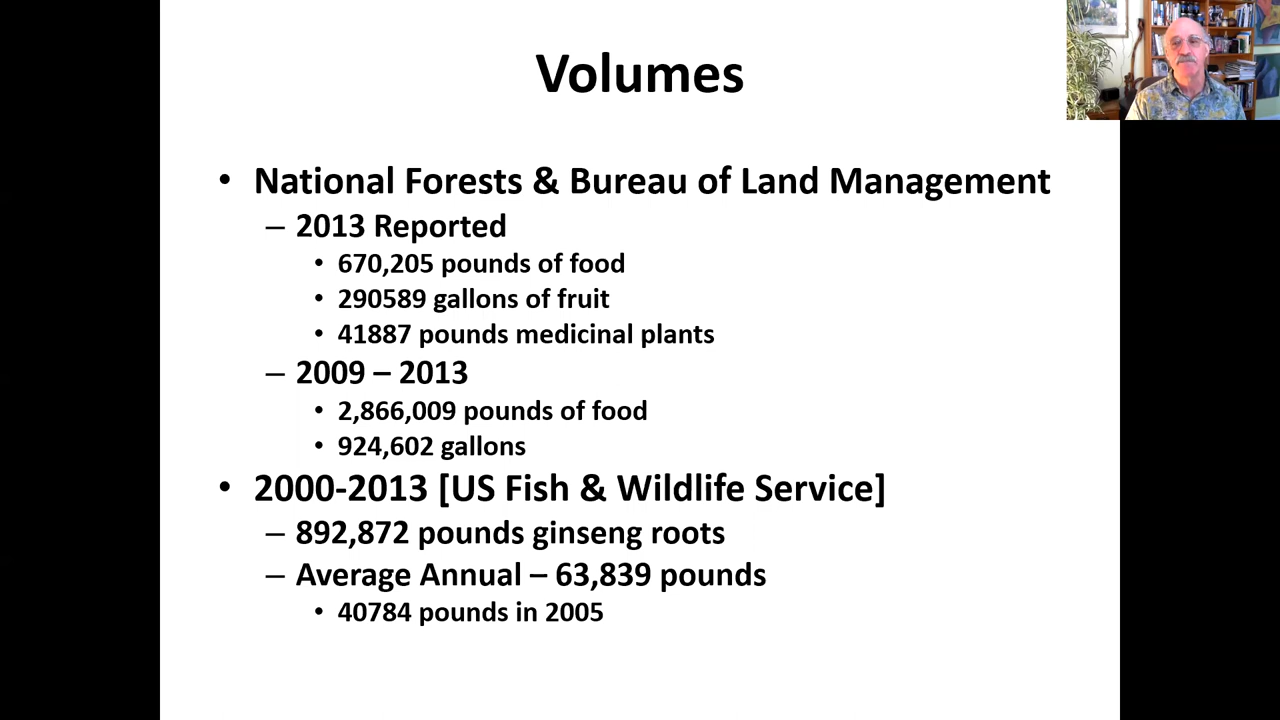 Volumes
• National Forests & Bureau of Land Management
– 2013 Reported
• 670,205 pounds of food
• 290589 gallons of fruit
• 41887 pounds medicinal plants
– 2009 – 2013
• 2,866,009 pounds of food
• 924,602 gallons
• 2000-2013 [US Fish & Wildlife Service]
– 892,872 pounds ginseng roots
– Average Annual – 63,839 pounds
• 40784 pounds in 2005